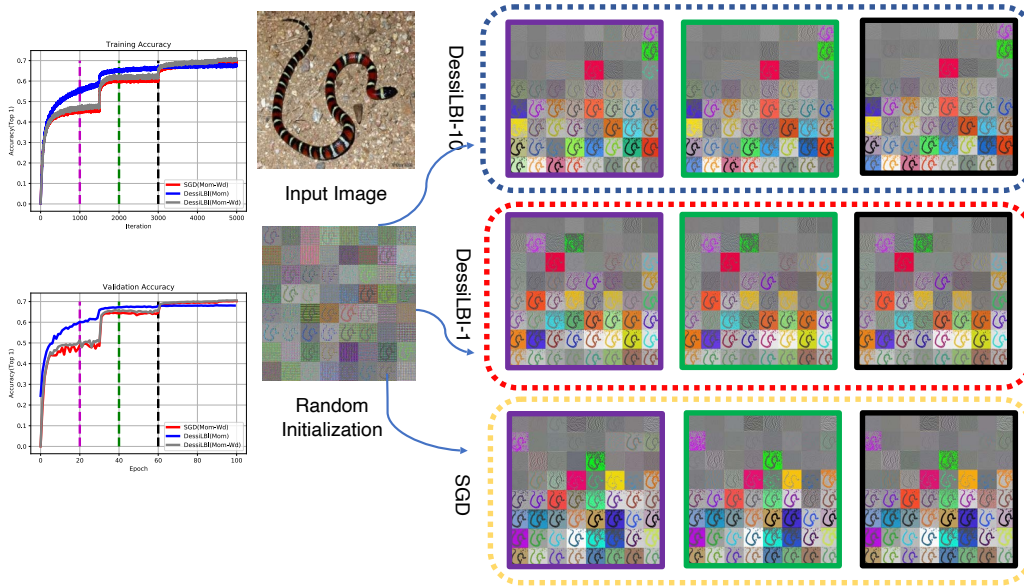 Training Accuracy
Accuracy(Top 1)
0.7
0.6
0.5
0.4
0.3
0.2
0.1
0.0
0
1000
2000
3000
4000
5000
Iteration
SGD(Mom-Wd)
DessiLBI(Mom)
DessiLBI(Mom-Wd)
Input Image
Validation Accuracy
Accuracy(Top 1)
0.7
0.6
0.5
0.4
0.3
0.2
0.1
0.0
0
20
40
60
80
100
Epoch
SGD(Mom-Wd)
DessiLBI(Mom)
DessiLBI(Mom-Wd)
Random
Initialization
DessiLBI-10
DessiLBI-1
SGD